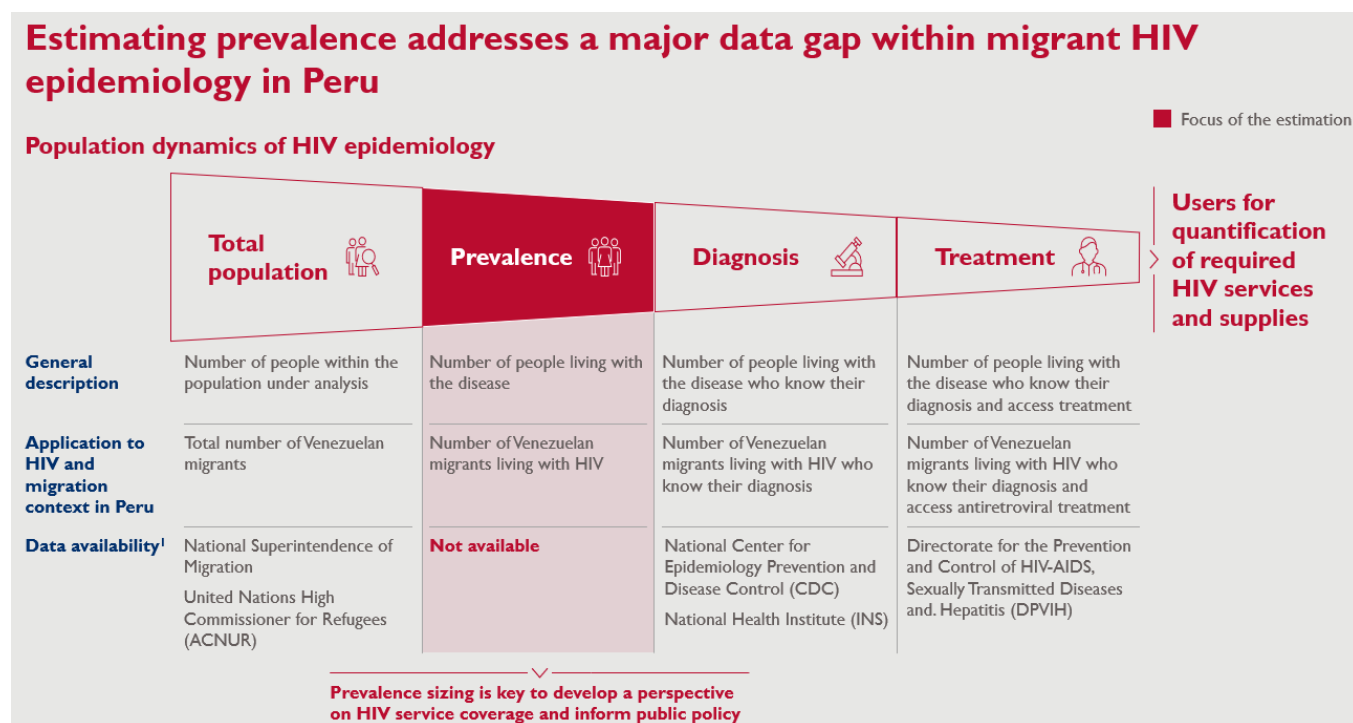 Estimating prevalence addresses a major data gap within migrant HIV
epidemiology in Peru
Focus of the estimation
Population dynamics of HIV epidemiology
Total
population
Prevalence
Diagnosis
Treatment
Users for
quantification
of required
HIV services
and supplies
General
description
Number of people within the
population under analysis
Number of people living with
the disease
Number of people living with
the disease who know their
diagnosis
Number of people living with
the disease who know their
diagnosis and access treatment
Application to
HIV and
migration
context in Peru
Total number of Venezuelan
migrants
Number of Venezuelan
migrants living with HIV
Number of Venezuelan
migrants living with HIV who
know their diagnosis
Number of Venezuelan
migrants living with HIV who
know their diagnosis and
access antiretroviral treatment
Data availability¹
National Superintendence of
Migration
United Nations High
Commissioner for Refugees
(ACNUR)
Not available
National Center for
Epidemiology Prevention and
Disease Control (CDC)
National Health Institute (INS)
Directorate for the Prevention
and Control of HIV-AIDS,
Sexually Transmitted Diseases
and. Hepatitis (DPVIH)
Prevalence sizing is key to develop a perspective
on HIV service coverage and inform public policy